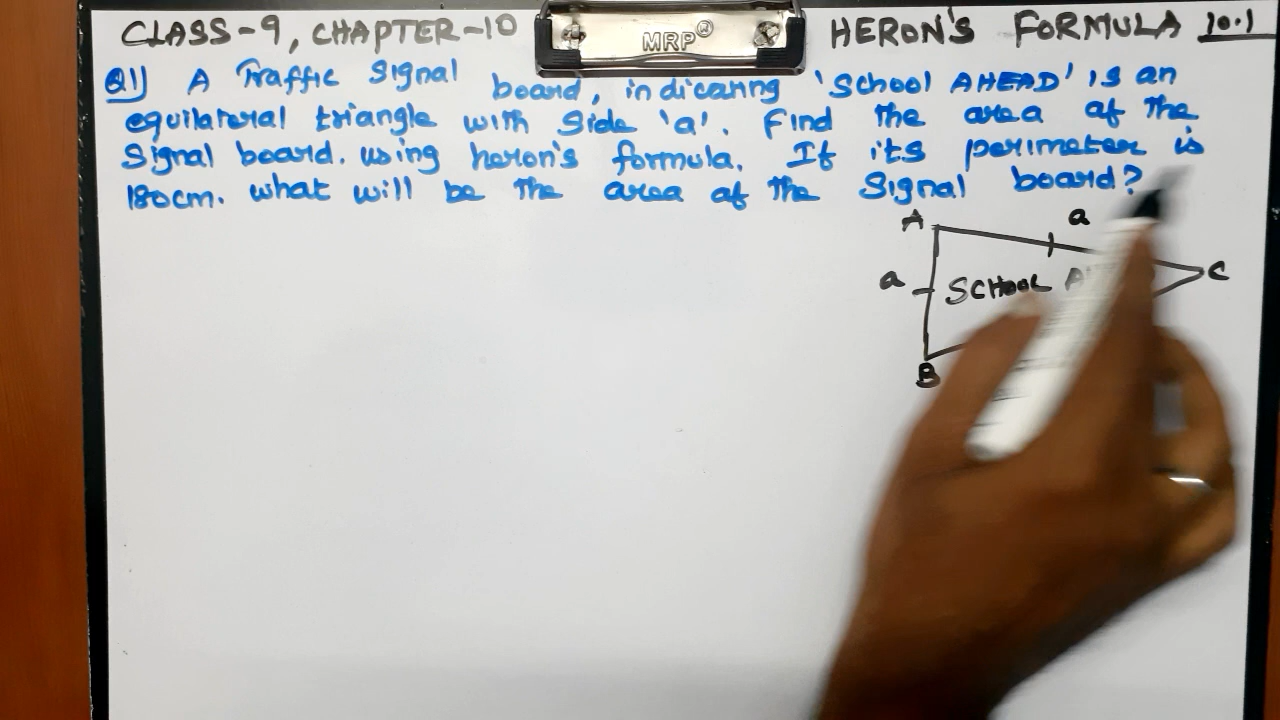 CLASS-9, CHAPTER-10 MRP® HERON'S FORMULA 10.1
Q1) A Traffic Signal board, indicating 'School AHEAD' is an
equilateral triangle with Side 'a'. Find the area of the
Signal board. using heron's formula. If its perimeter is
180cm. what will be the area of the Signal board?
A a
a SCHOOL C
B